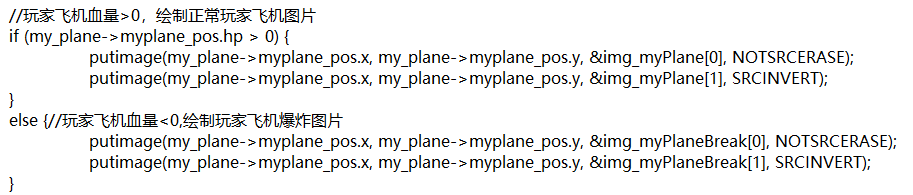 //玩家飞机血量>0，绘制正常玩家飞机图片
if (my_plane->myplane_pos.hp > 0) {
putimage(my_plane->myplane_pos.x, my_plane->myplane_pos.y, &img_myPlane[0], NOTSRCERASE);
putimage(my_plane->myplane_pos.x, my_plane->myplane_pos.y, &img_myPlane[1], SRCINVERT);
}
else {//玩家飞机血量<0,绘制玩家飞机爆炸图片
putimage(my_plane->myplane_pos.x, my_plane->myplane_pos.y, &img_myPlaneBreak[0], NOTSRCERASE);
putimage(my_plane->myplane_pos.x, my_plane->myplane_pos.y, &img_myPlaneBreak[1], SRCINVERT);
}